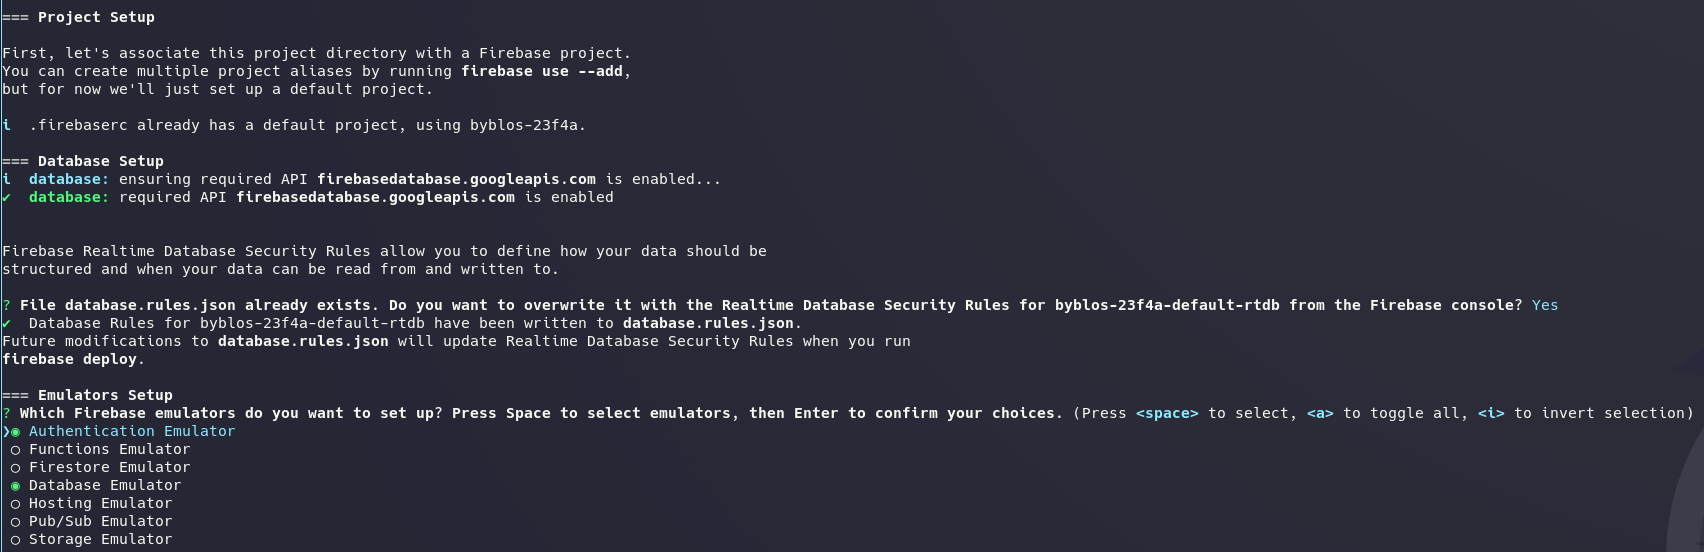 === Project Setup
First, let's associate this project directory with a Firebase project.
You can create multiple project aliases by running firebase use --add,
but for now we'll just set up a default project.
i  .firebaserc already has a default project, using byblos-23f4a.
=== Database Setup
i  database: ensuring required API firebasedatabase.googleapis.com is enabled...
✔  database: required API firebasedatabase.googleapis.com is enabled
Firebase Realtime Database Security Rules allow you to define how your data should be
structured and when your data can be read from and written to.
? File database.rules.json already exists. Do you want to overwrite it with the Realtime Database Security Rules for byblos-23f4a-default-rtdb from the Firebase console? Yes
✔  Database Rules for byblos-23f4a-default-rtdb have been written to database.rules.json.
Future modifications to database.rules.json will update Realtime Database Security Rules when you run
firebase deploy.
=== Emulators Setup
? Which Firebase emulators do you want to set up? Press Space to select emulators, then Enter to confirm your choices. (Press <space> to select, <a> to toggle all, <i> to invert selection)
❯◉ Authentication Emulator
◯ Functions Emulator
◯ Firestore Emulator
◉ Database Emulator
◯ Hosting Emulator
◯ Pub/Sub Emulator
◯ Storage Emulator